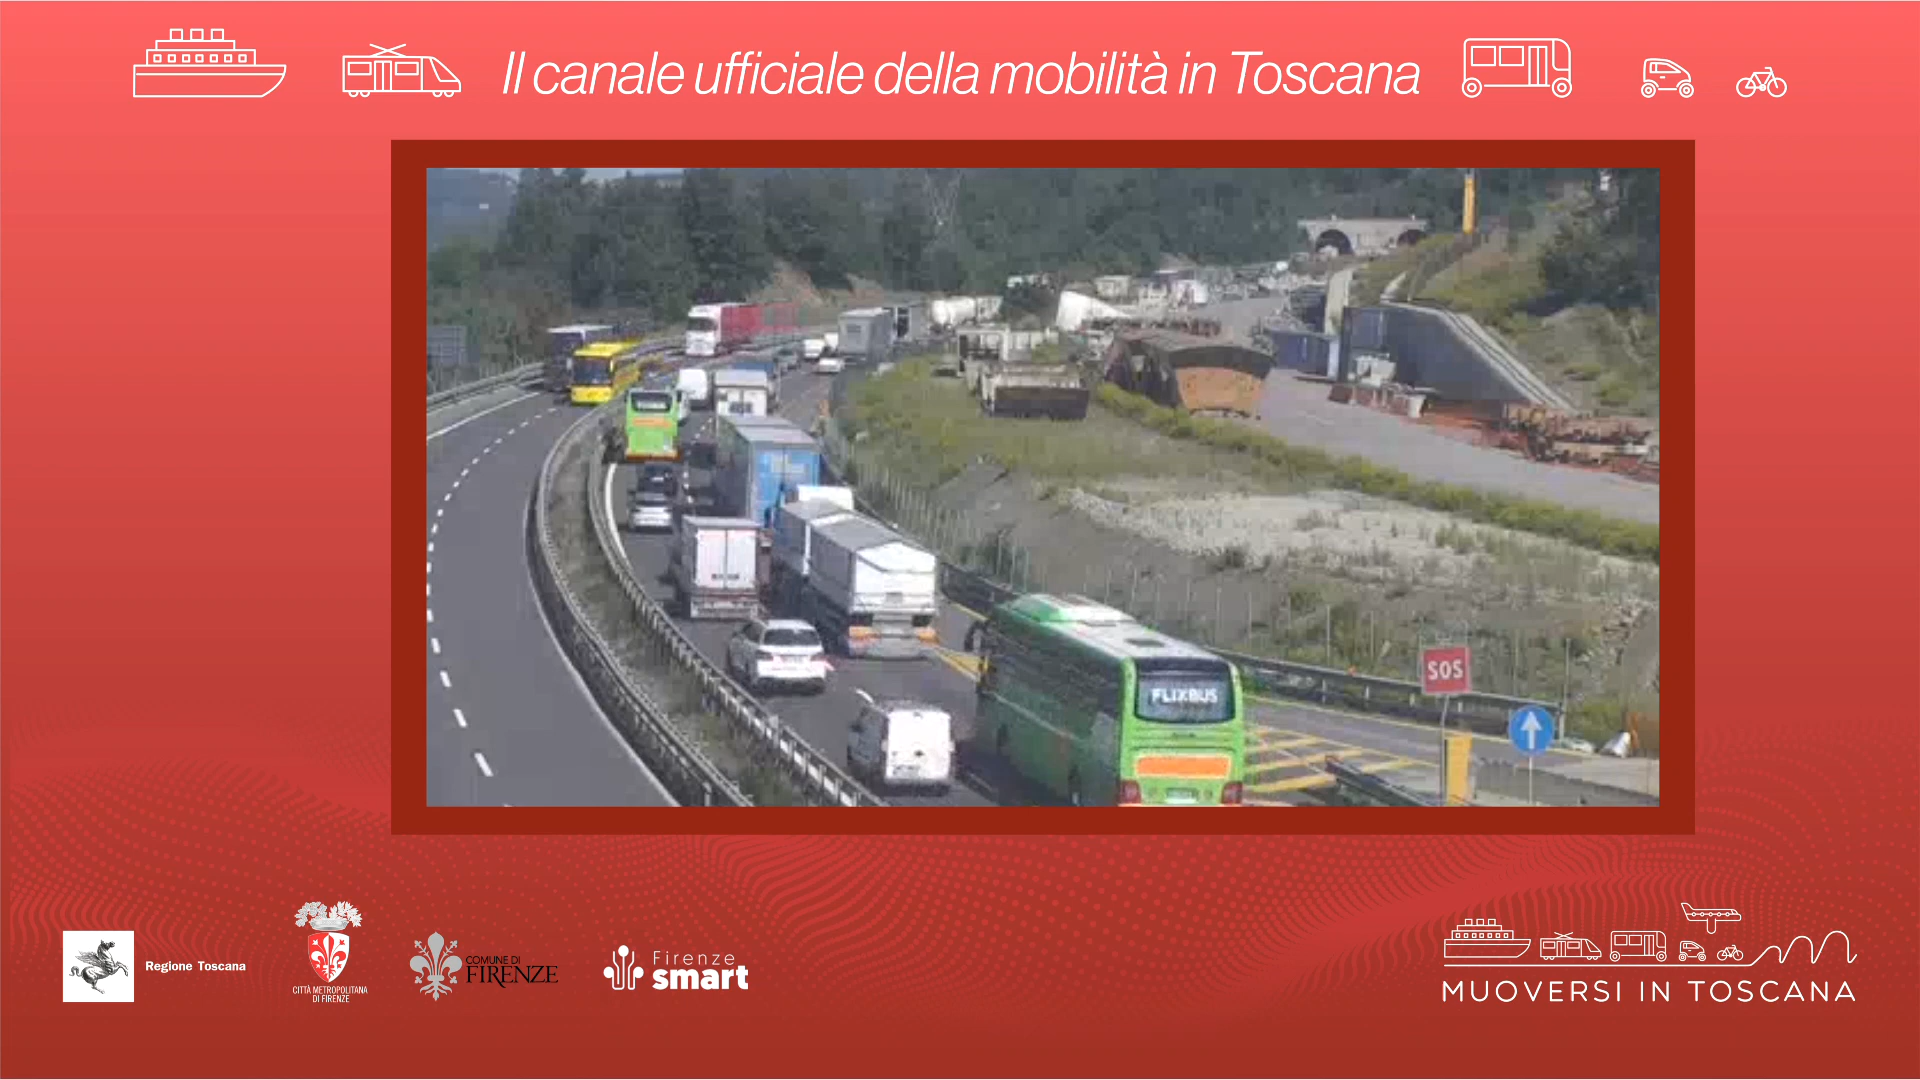 Il canale ufficiale della mobilità in Toscana
FLIXBUS
SOS
Regione Toscana
CITTÀ METROPOLITANA
DI FIRENZE
COMUNE DI
FIRENZE
Firenze
smart
MUOVERSI IN TOSCANA